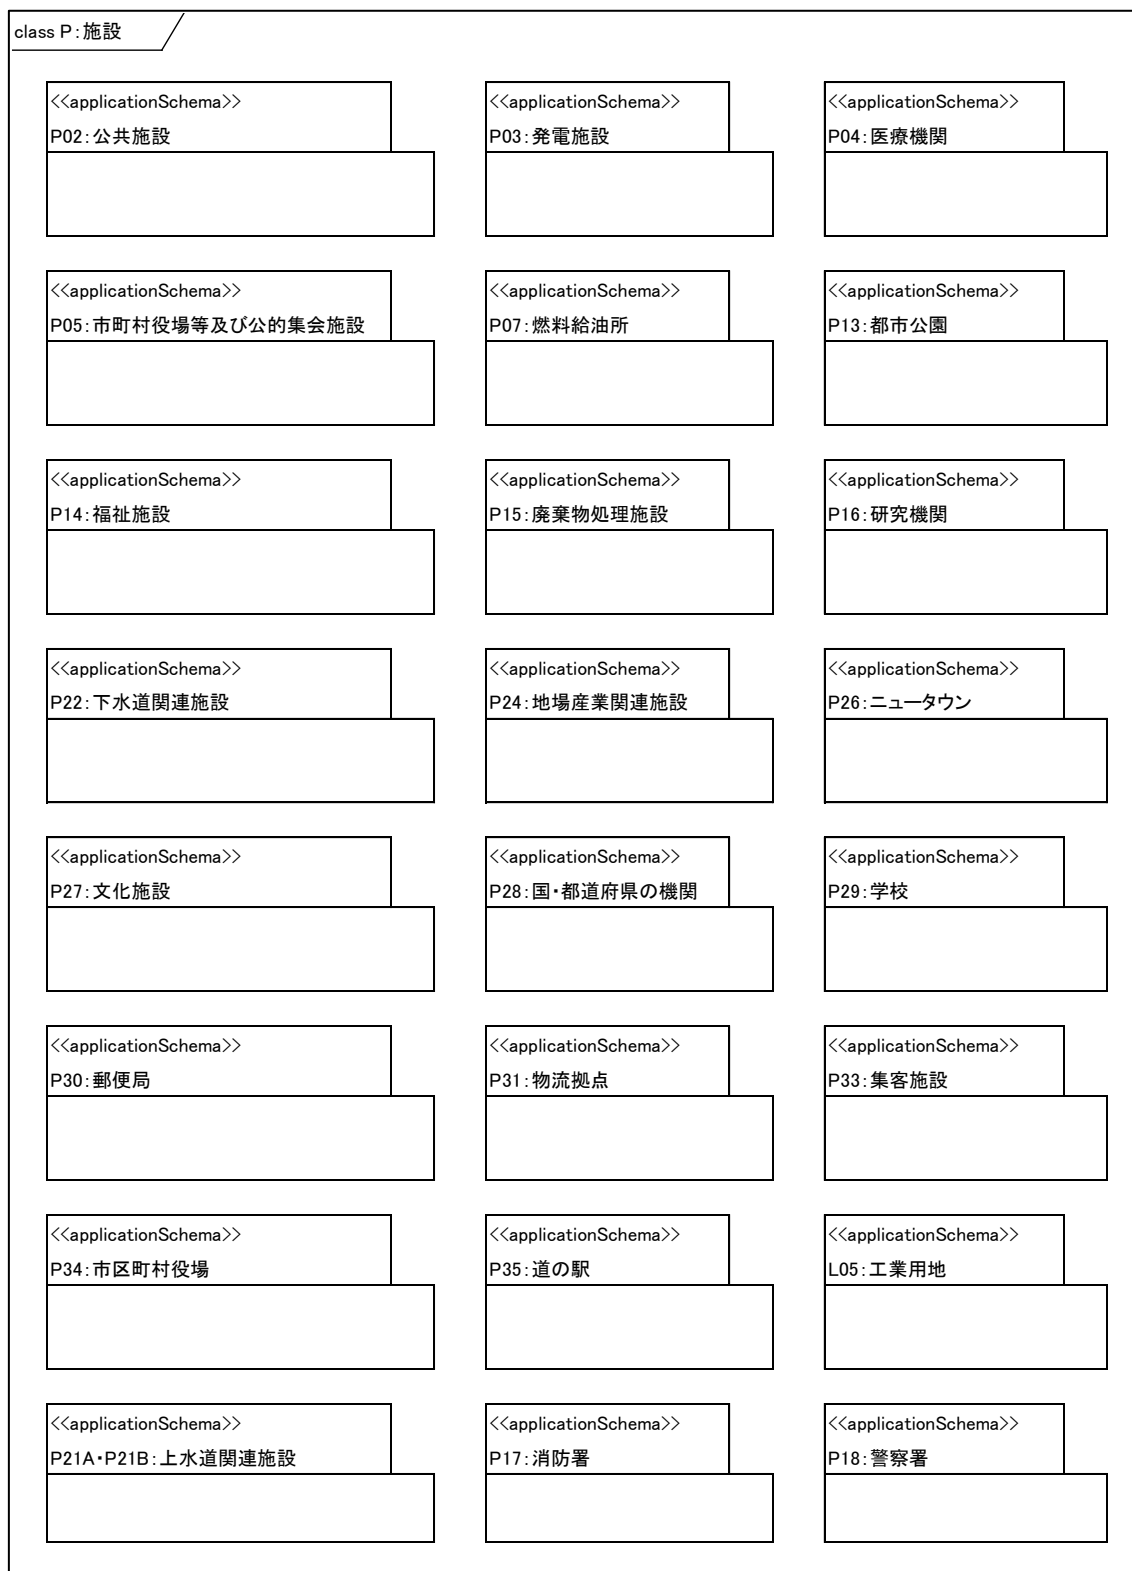 class P:施設
<<applicationSchema>>
P02:公共施設
<<applicationSchema>>
P03:発電施設
<<applicationSchema>>
P04:医療機関
<<applicationSchema>>
P05:市町村役場等及び公的集会施設
<<applicationSchema>>
P07:燃料給油所
<<applicationSchema>>
P13:都市公園
<<applicationSchema>>
P14:福祉施設
<<applicationSchema>>
P15:廃棄物処理施設
<<applicationSchema>>
P16:研究機関
<<applicationSchema>>
P22:下水道関連施設
<<applicationSchema>>
P24:地場産業関連施設
<<applicationSchema>>
P26:ニュータウン
<<applicationSchema>>
P27:文化施設
<<applicationSchema>>
P28:国・都道府県の機関
<<applicationSchema>>
P29:学校
<<applicationSchema>>
P30:郵便局
<<applicationSchema>>
P31:物流拠点
<<applicationSchema>>
P33:集客施設
<<applicationSchema>>
P34:市区町村役場
<<applicationSchema>>
P35:道の駅
<<applicationSchema>>
L05:工業用地
<<applicationSchema>>
P21A・P21B:上水道関連施設
<<applicationSchema>>
P17:消防署
<<applicationSchema>>
P18:警察署